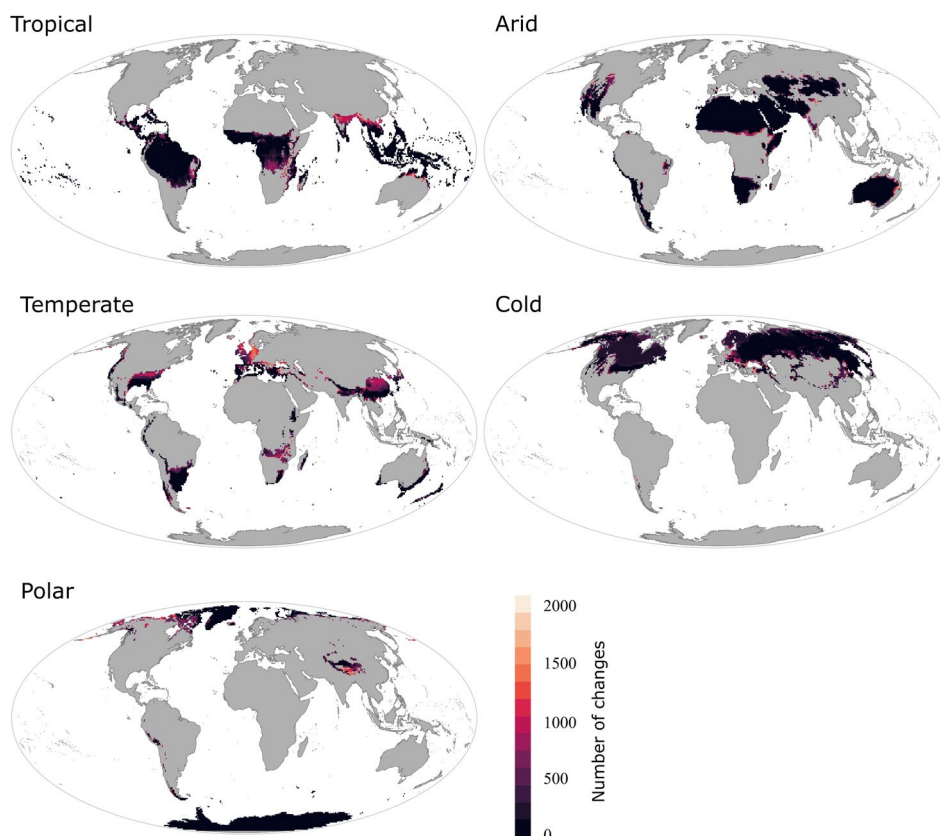 Tropical
Arid
Temperate
Cold
Polar
2000
1500
1000
500
0
Number of changes